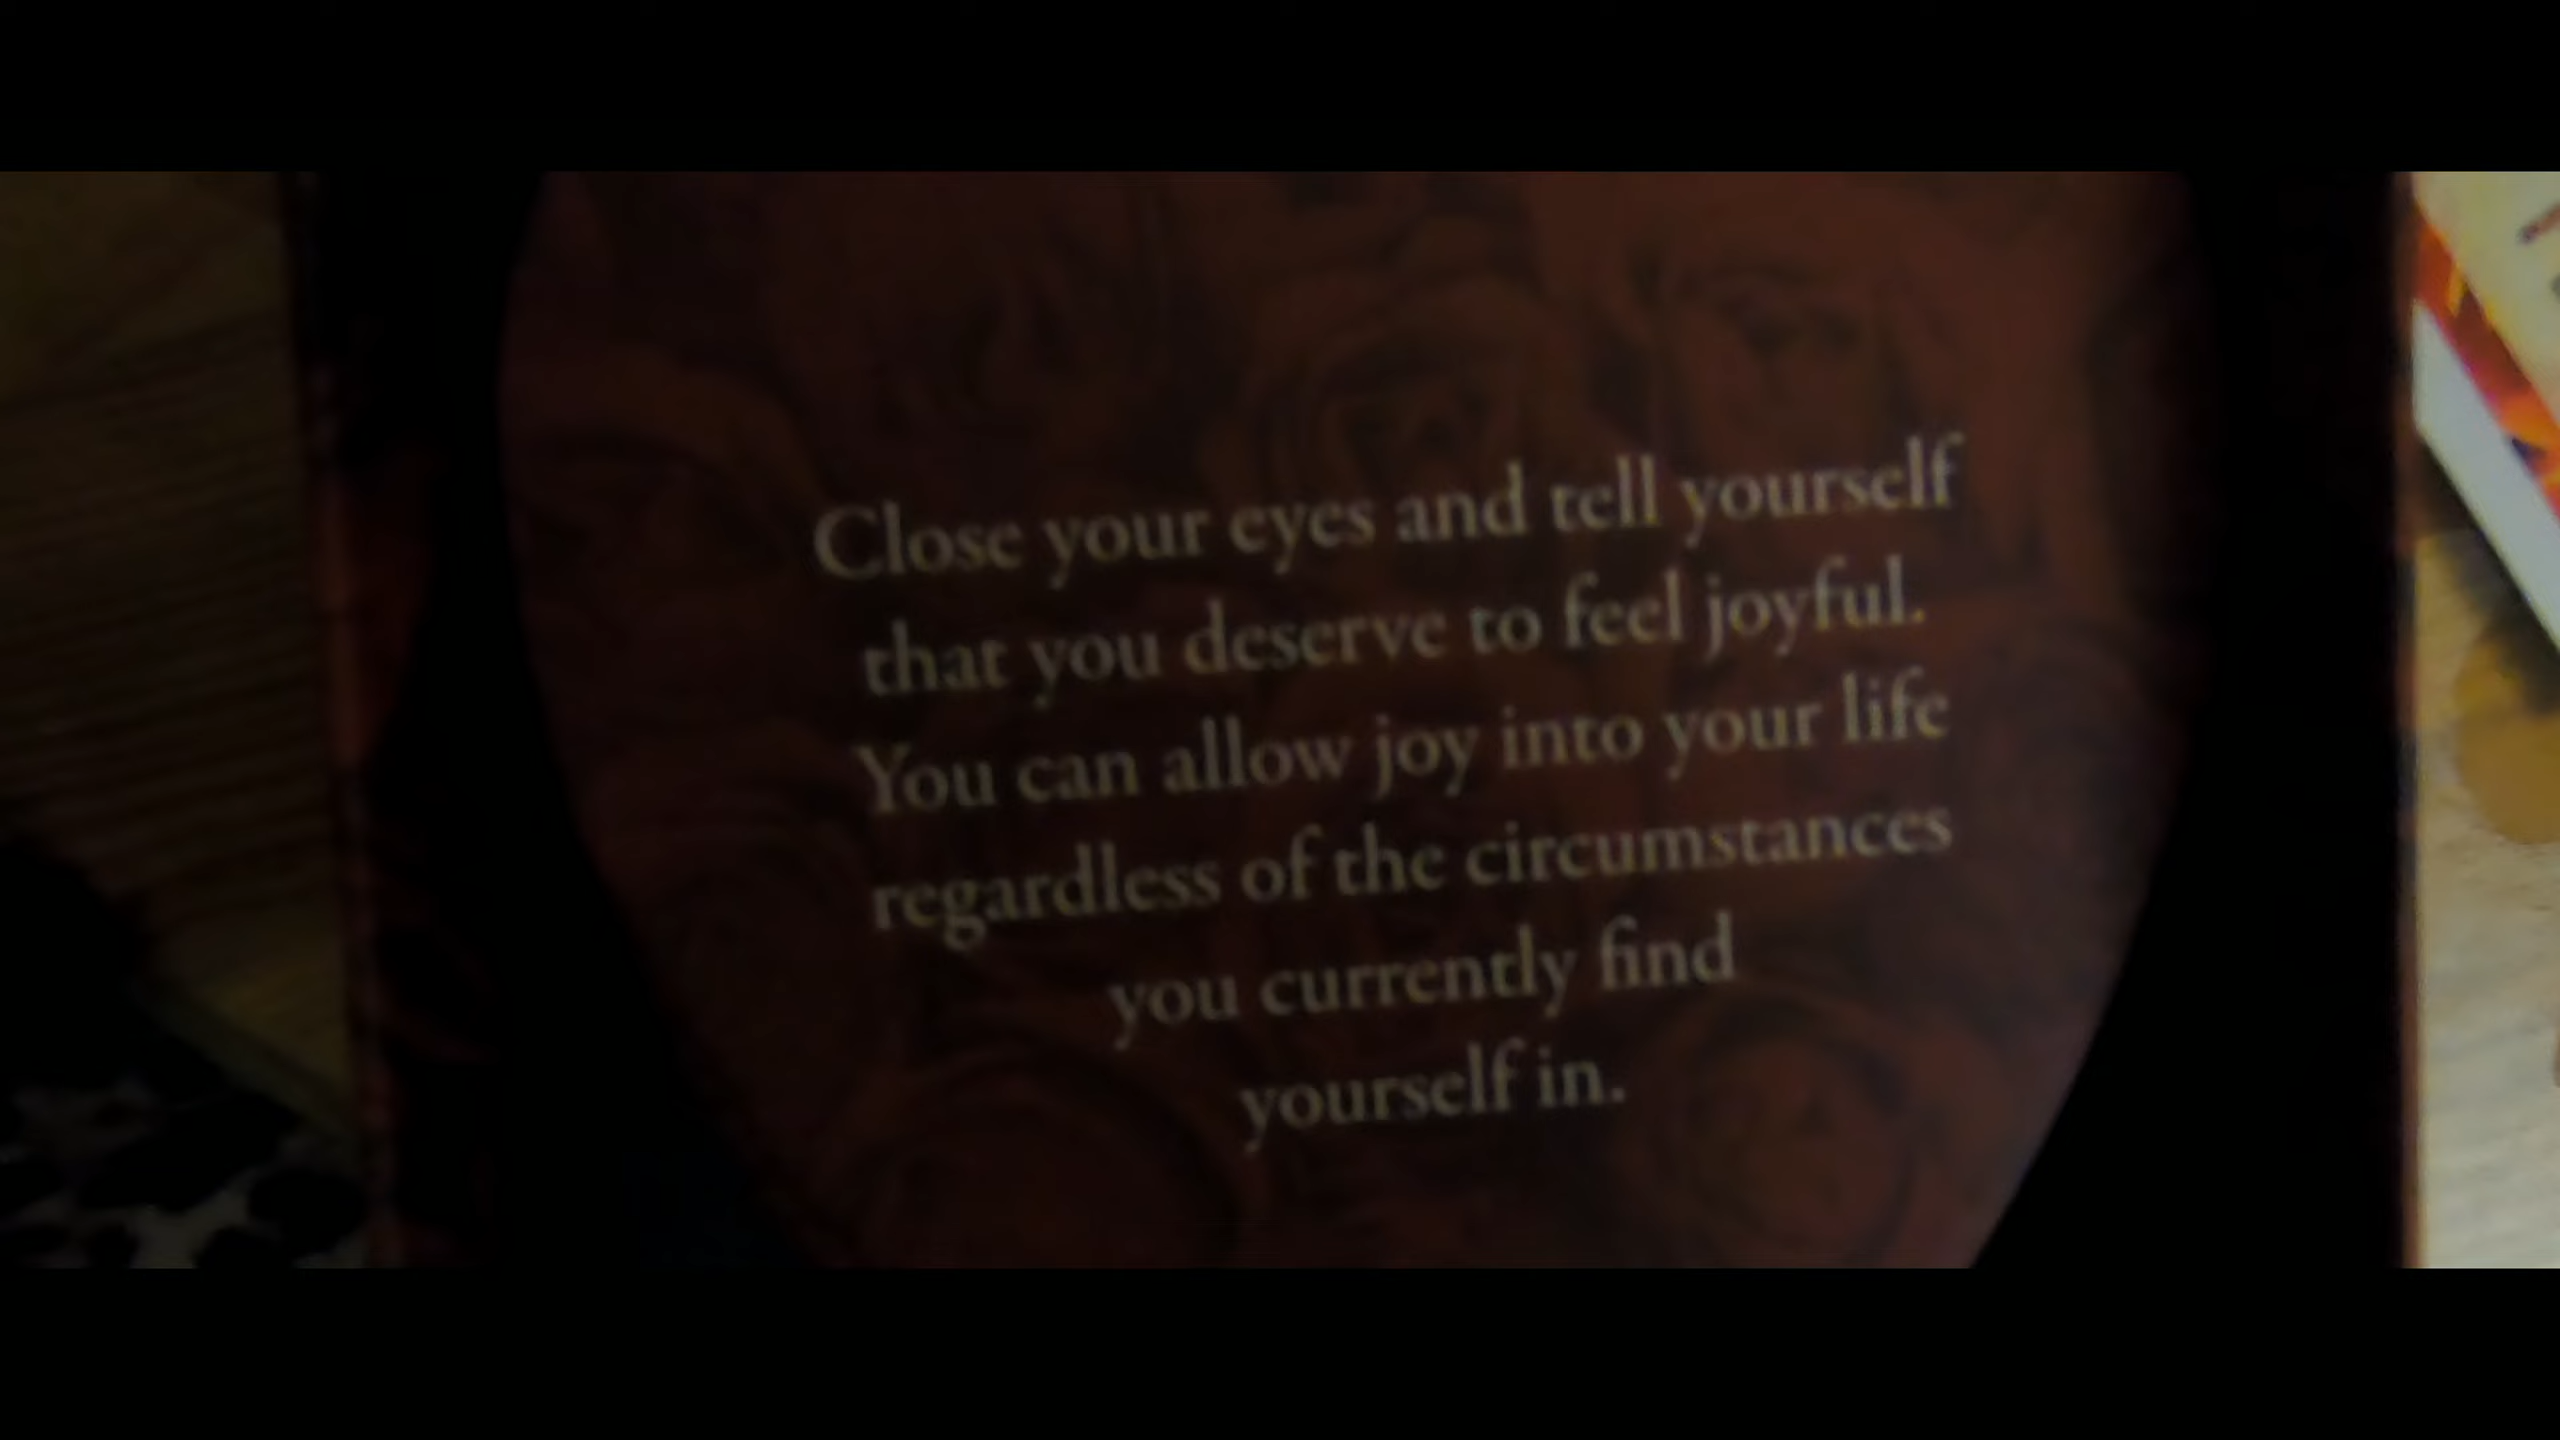 Close your eyes and tell yourself
that you deserve to feel joyful.
You can allow joy into your life
regardless of the circumstances
you currently find
yourself in.